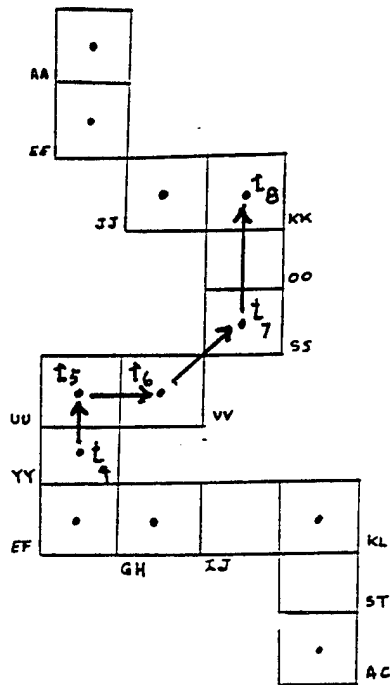 AA
EE
t8
JJ
KK
OO
t7
SS
t5 t6
UU VV
t4
YY
EF KL
GH IJ
ST
AC